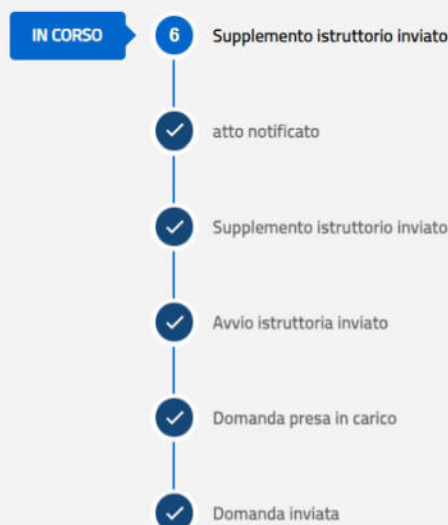 IN CORSO 6 Supplemento istruttorio inviato
atto notificato
Supplemento istruttorio inviato
Avvio istruttoria inviato
Domanda presa in carico
Domanda inviata